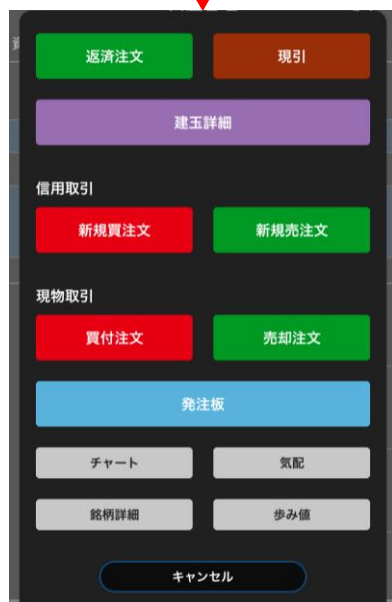 返済注文 現引
建玉詳細
信用取引
新規買注文 新規売注文
現物取引
買付注文 売却注文
発注板
チャート 気配
銘柄詳細 歩み値
キャンセル